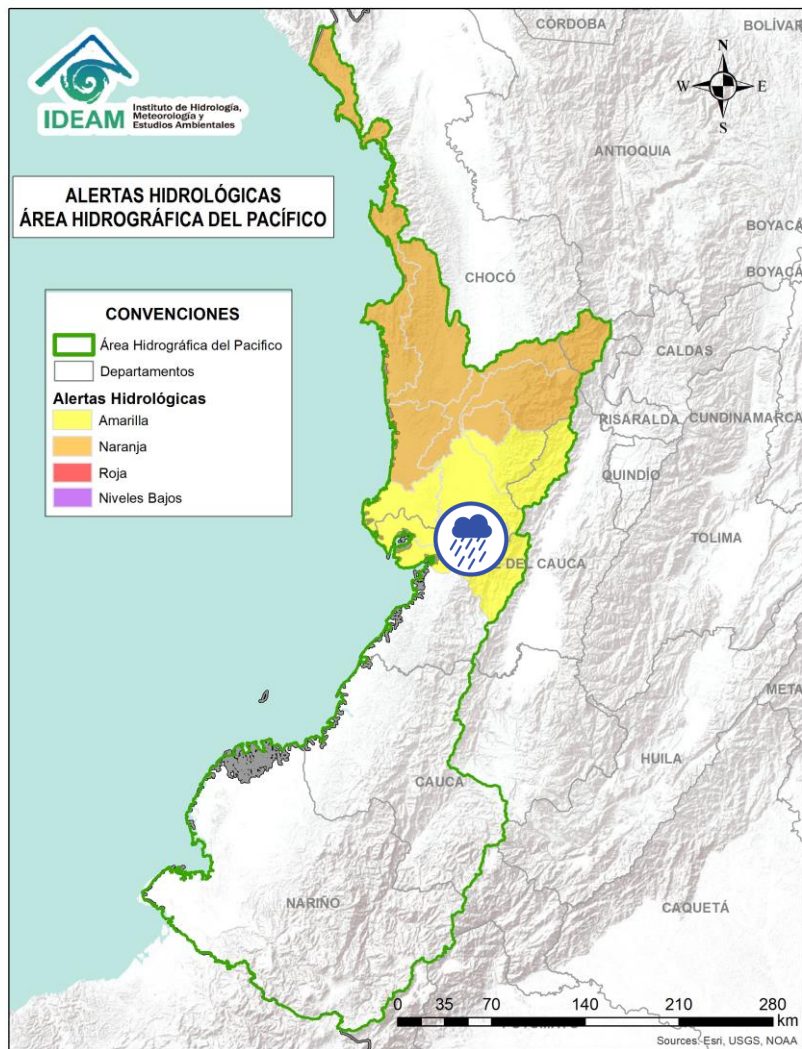 CÓRDOBA
BOLÍVAR
N
W
E
S
IDEAM
Instituto de Hidrología,
Meteorología y
Estudios Ambientales
ANTIOQUIA
ALERTAS HIDROLÓGICAS
ÁREA HIDROGRÁFICA DEL PACÍFICO
BOYACÁ
BOYACÁ
CHOCÓ
CONVENCIONES
Área Hidrográfica del Pacifico
Departamentos
Alertas Hidrológicas
Amarilla
Naranja
Roja
Niveles Bajos
CALDAS
RISARALDA
CUNDINAMARCA
QUINDÍO
TOLIMA
DEL CAUCA
META
HUILA
CAUCA
NARIÑO
CAQUETÁ
0 35 70 140 210 280
km
Sources: Esri, USGS, NOAA